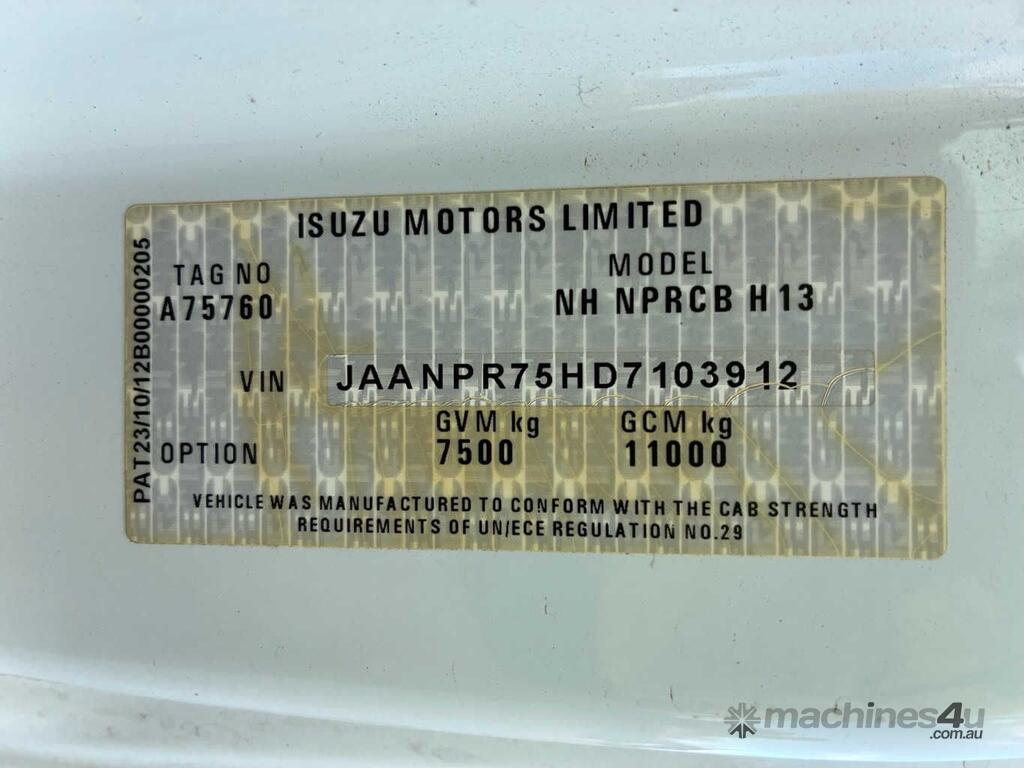 ISUZU MOTORS LIMITED
TAG NO
A75760
MODEL
NH NPRCB H 13
VIN JAANPR75HD7103912
OPTION
GVM kg
7500
GCM kg
11000
VEHICLE WAS MANUFACTURED TO CONFORM WITH THE CAB STRENGTH
REQUIREMENTS OF UN/ECE REGULATION NO.29
PAT23/10/12B000000205
machines4u
.com.au